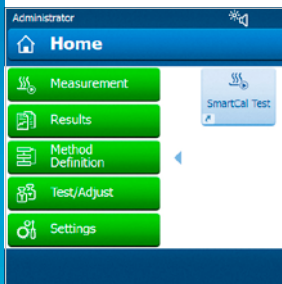 Administrator
Home
Measurement
Results
Method
Definition
Test/Adjust
Settings
SmartCal Test